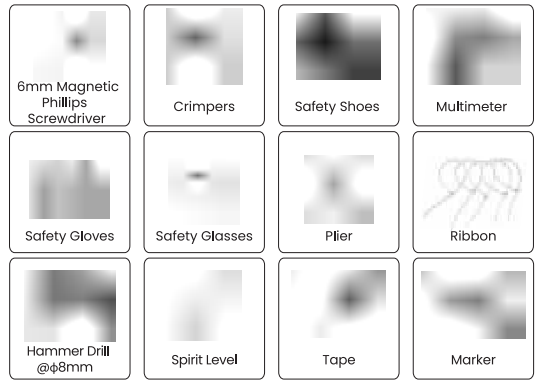 6mm Magnetic
Phillips
Screwdriver
Crimpers
Safety Shoes
Multimeter
Safety Gloves
Safety Glasses
Plier
Ribbon
Hammer Drill
@ϕ8mm
Spirit Level
Tape
Marker